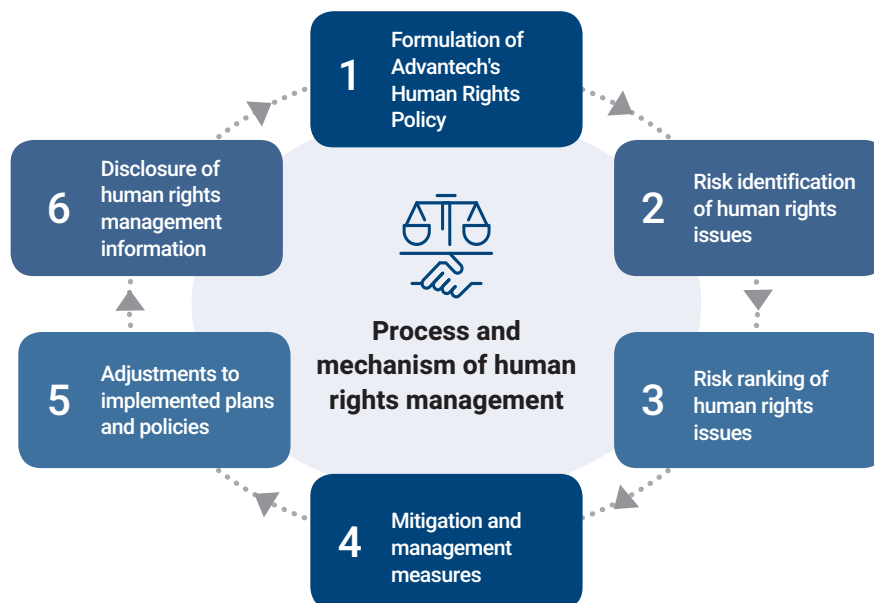 1
Formulation of
Advantech's
Human Rights
Policy
2
Risk identification
of human rights
issues
3
Risk ranking of
human rights
issues
4
Mitigation and
management
measures
5
Adjustments to
implemented plans
and policies
6
Disclosure of
human rights
management
information
Process and
mechanism of human
rights management